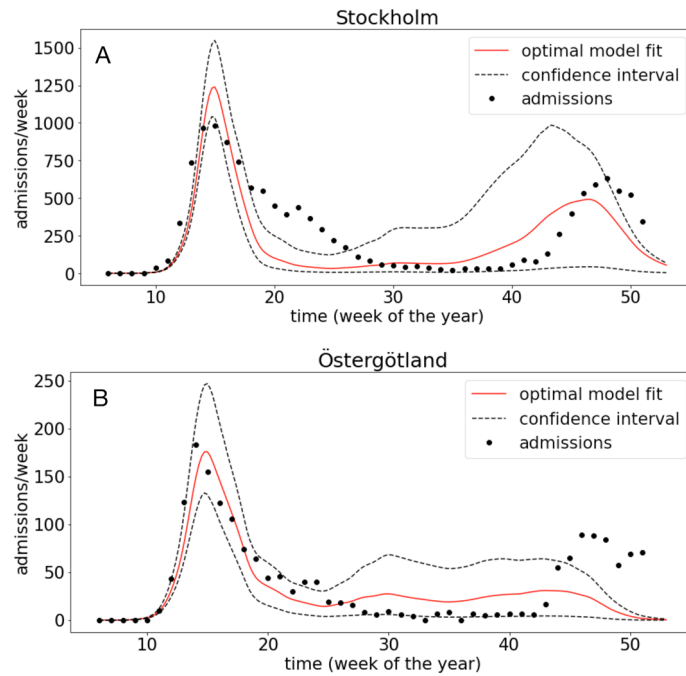 Stockholm
A
optimal model fit
confidence interval
admissions
admissions/week
1500
1250
1000
750
500
250
0
10
20
30
40
50
time (week of the year)
Östergötland
B
optimal model fit
confidence interval
admissions
admissions/week
250
200
150
100
50
0
10
20
30
40
50
time (week of the year)